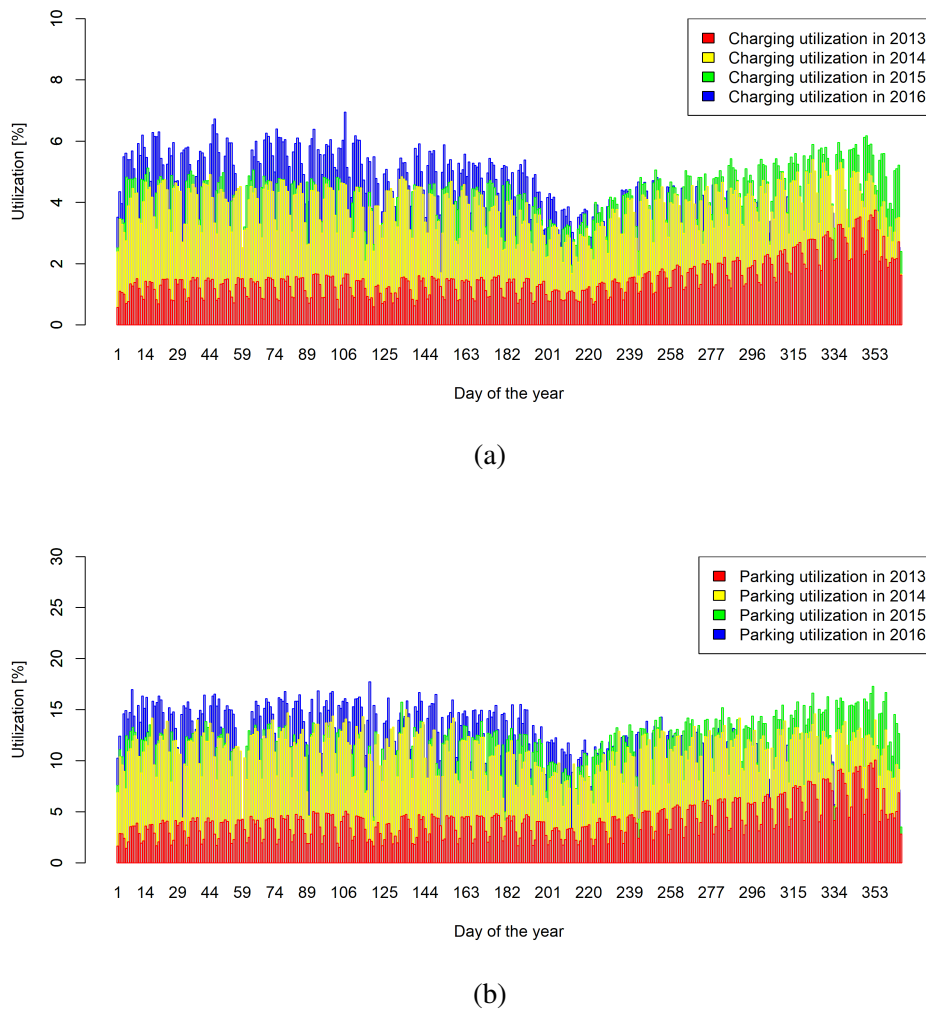 10
8
6
4
2
0
Utilization [%]
Charging utilization in 2013
Charging utilization in 2014
Charging utilization in 2015
Charging utilization in 2016
1 14 29 44 59 74 89 106 125 144 163 182 201 220 239 258 277 296 315 334 353
Day of the year
(a)
30
25
20
15
10
5
0
Utilization [%]
Parking utilization in 2013
Parking utilization in 2014
Parking utilization in 2015
Parking utilization in 2016
1 14 29 44 59 74 89 106 125 144 163 182 201 220 239 258 277 296 315 334 353
Day of the year
(b)